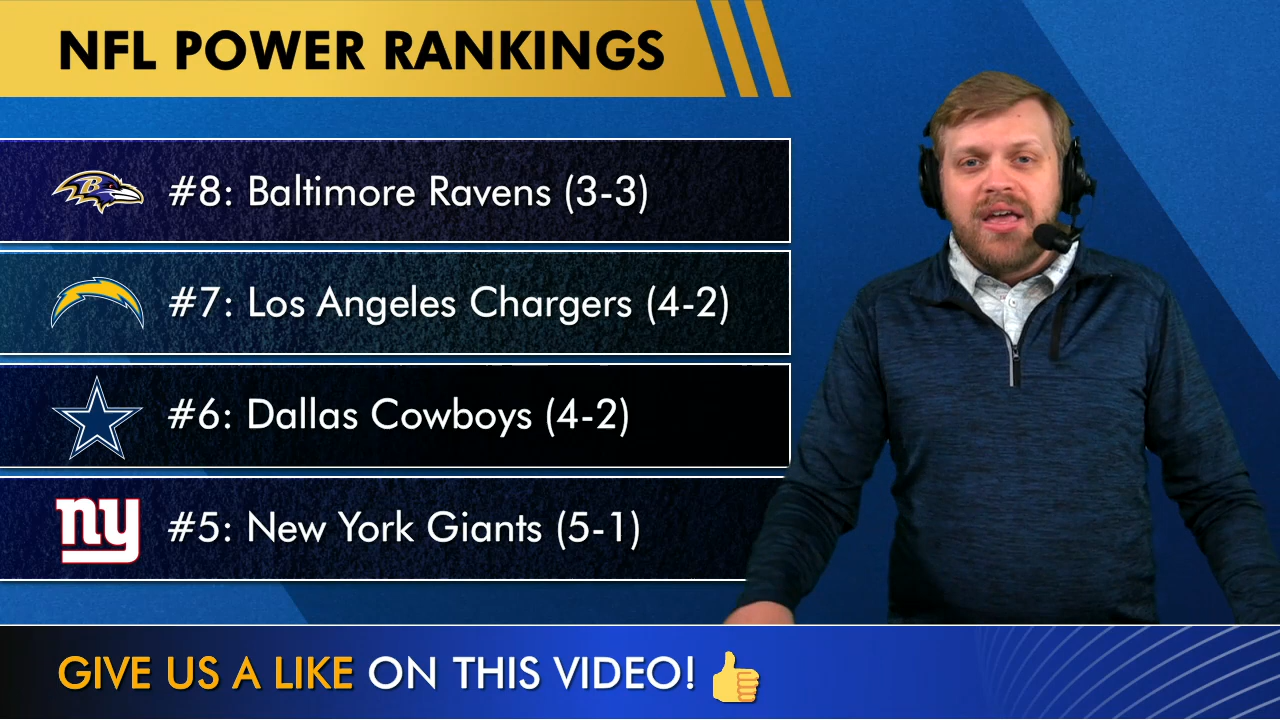 NFL POWER RANKINGS
#8: Baltimore Ravens (3-3)
#7: Los Angeles Chargers (4-2)
#6: Dallas Cowboys (4-2)
ny
#5: New York Giants (5-1)
GIVE US A LIKE ON THIS VIDEO!